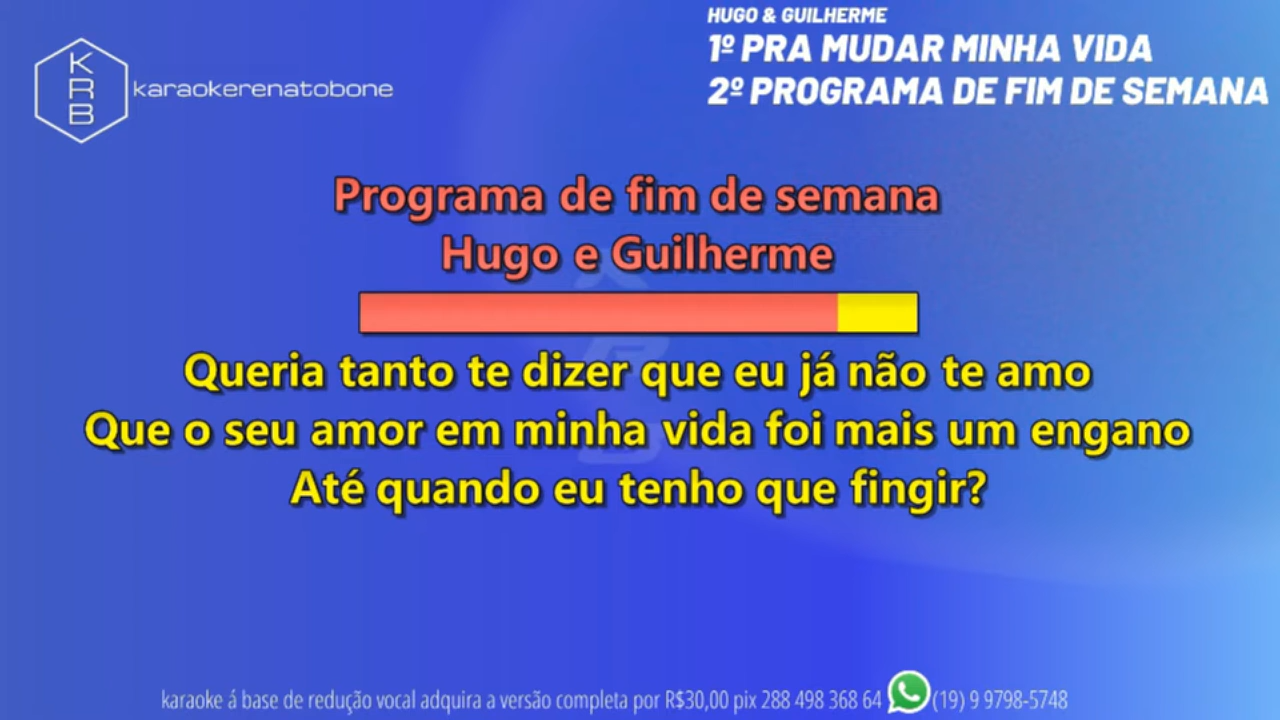 HUGO & GUILHERME
1º PRA MUDAR MINHA VIDA
2º PROGRAMA DE FIM DE SEMANA
KRB
karaokerenatobone
Programa de fim de semana
Hugo e Guilherme
Queria tanto te dizer que eu já não te amo
Que o seu amor em minha vida foi mais um engano
Até quando eu tenho que fingir?
karaoke á base de redução vocal adquira a versão completa por R$30,00 pix 288 498 368 64 (19) 9 9798-5748